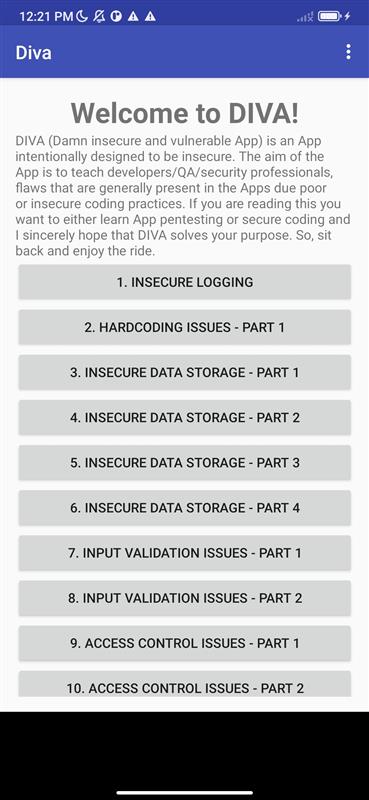 12:21 PM
Diva
Welcome to DIVA!
DIVA (Damn insecure and vulnerable App) is an App
intentionally designed to be insecure. The aim of the
App is to teach developers/QA/security professionals,
flaws that are generally present in the Apps due poor
or insecure coding practices. If you are reading this you
want to either learn App pentesting or secure coding and
I sincerely hope that DIVA solves your purpose. So, sit
back and enjoy the ride.
1. INSECURE LOGGING
2. HARDCODING ISSUES - PART 1
3. INSECURE DATA STORAGE - PART 1
4. INSECURE DATA STORAGE - PART 2
5. INSECURE DATA STORAGE - PART 3
6. INSECURE DATA STORAGE - PART 4
7. INPUT VALIDATION ISSUES - PART 1
8. INPUT VALIDATION ISSUES - PART 2
9. ACCESS CONTROL ISSUES - PART 1
10. ACCESS CONTROL ISSUES - PART 2